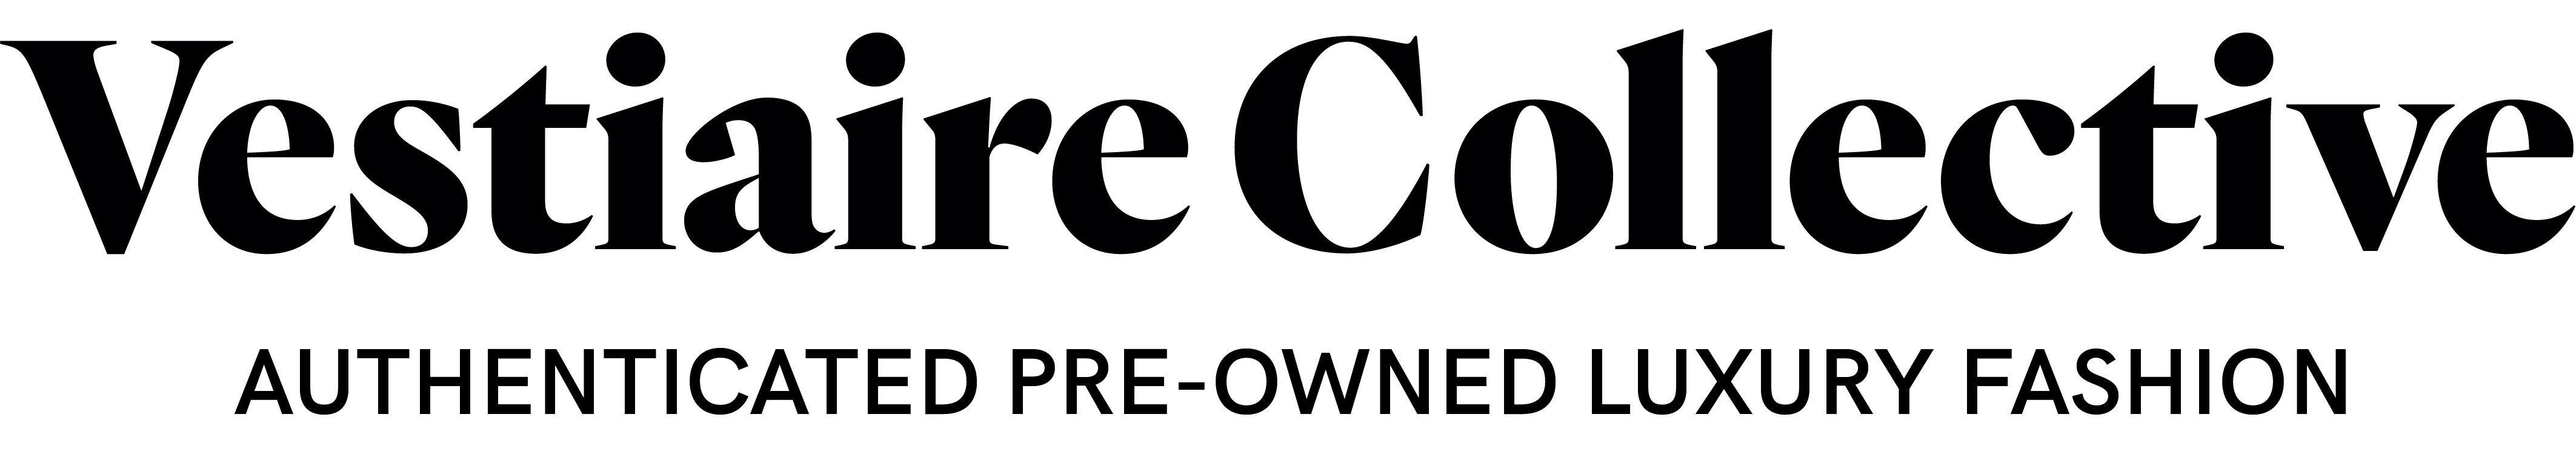 Vestiaire Collective
AUTHENTICATED PRE-OWNED LUXURY FASHION